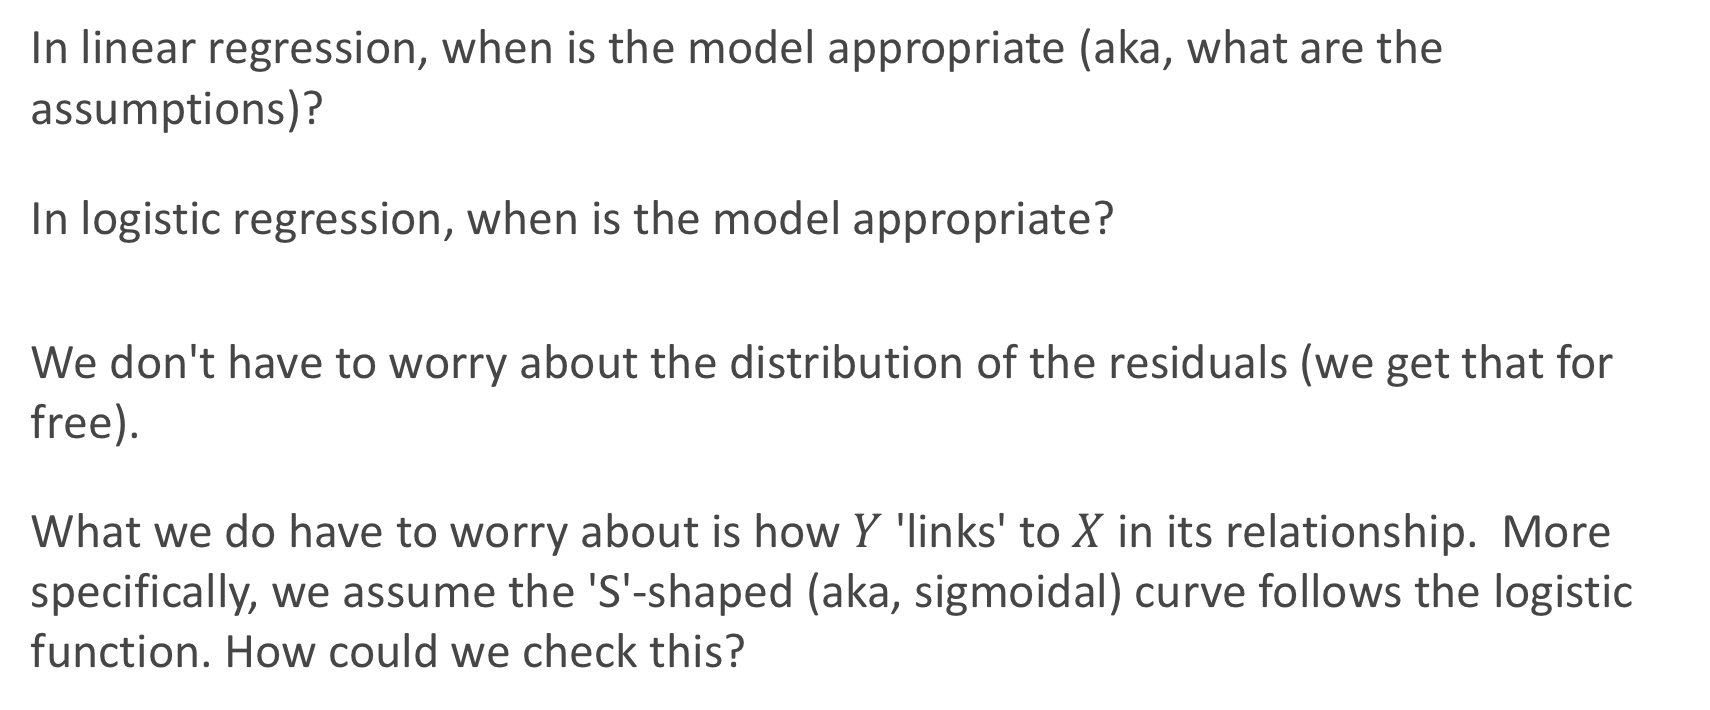 In linear regression, when is the model appropriate (aka, what are the
assumptions)?
In logistic regression, when is the model appropriate?
We don't have to worry about the distribution of the residuals (we get that for
free).
What we do have to worry about is how Y 'links' to X in its relationship.  More
specifically, we assume the 'S'-shaped (aka, sigmoidal) curve follows the logistic
function. How could we check this?